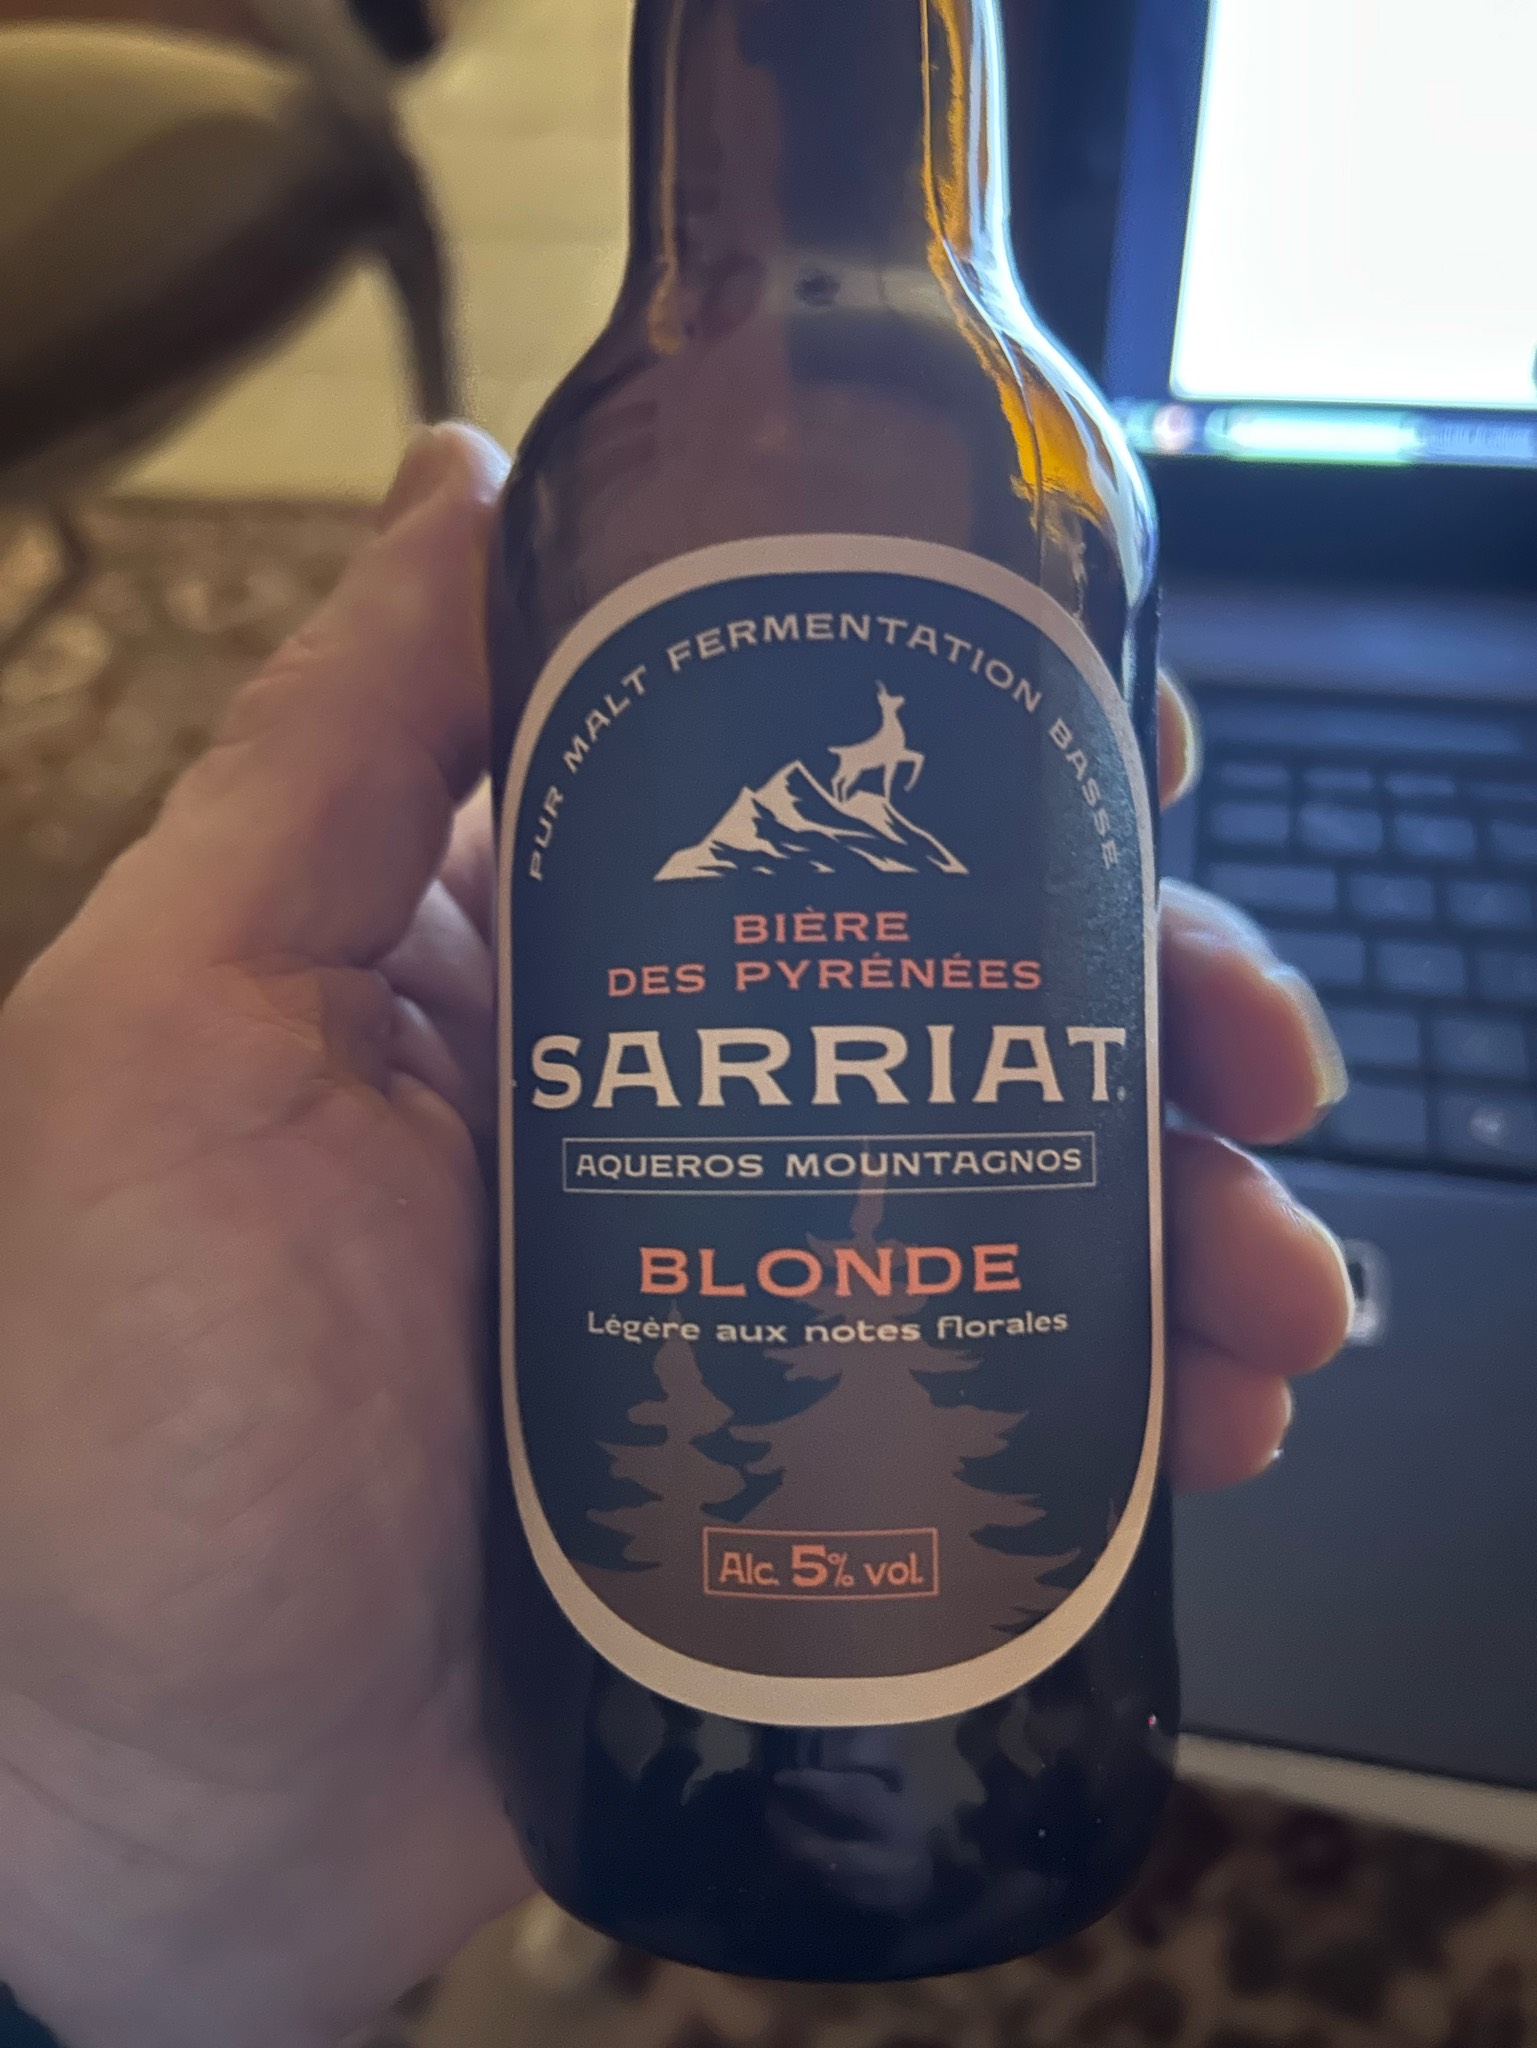 PUR MALT FERMENTATION BASSE
BIÈRE
DES PYRÉNÉES
SARRIAT
AQUEROS MOUNTAGNOS
BLONDE
Légère aux notes florales
Alc. 5% vol.